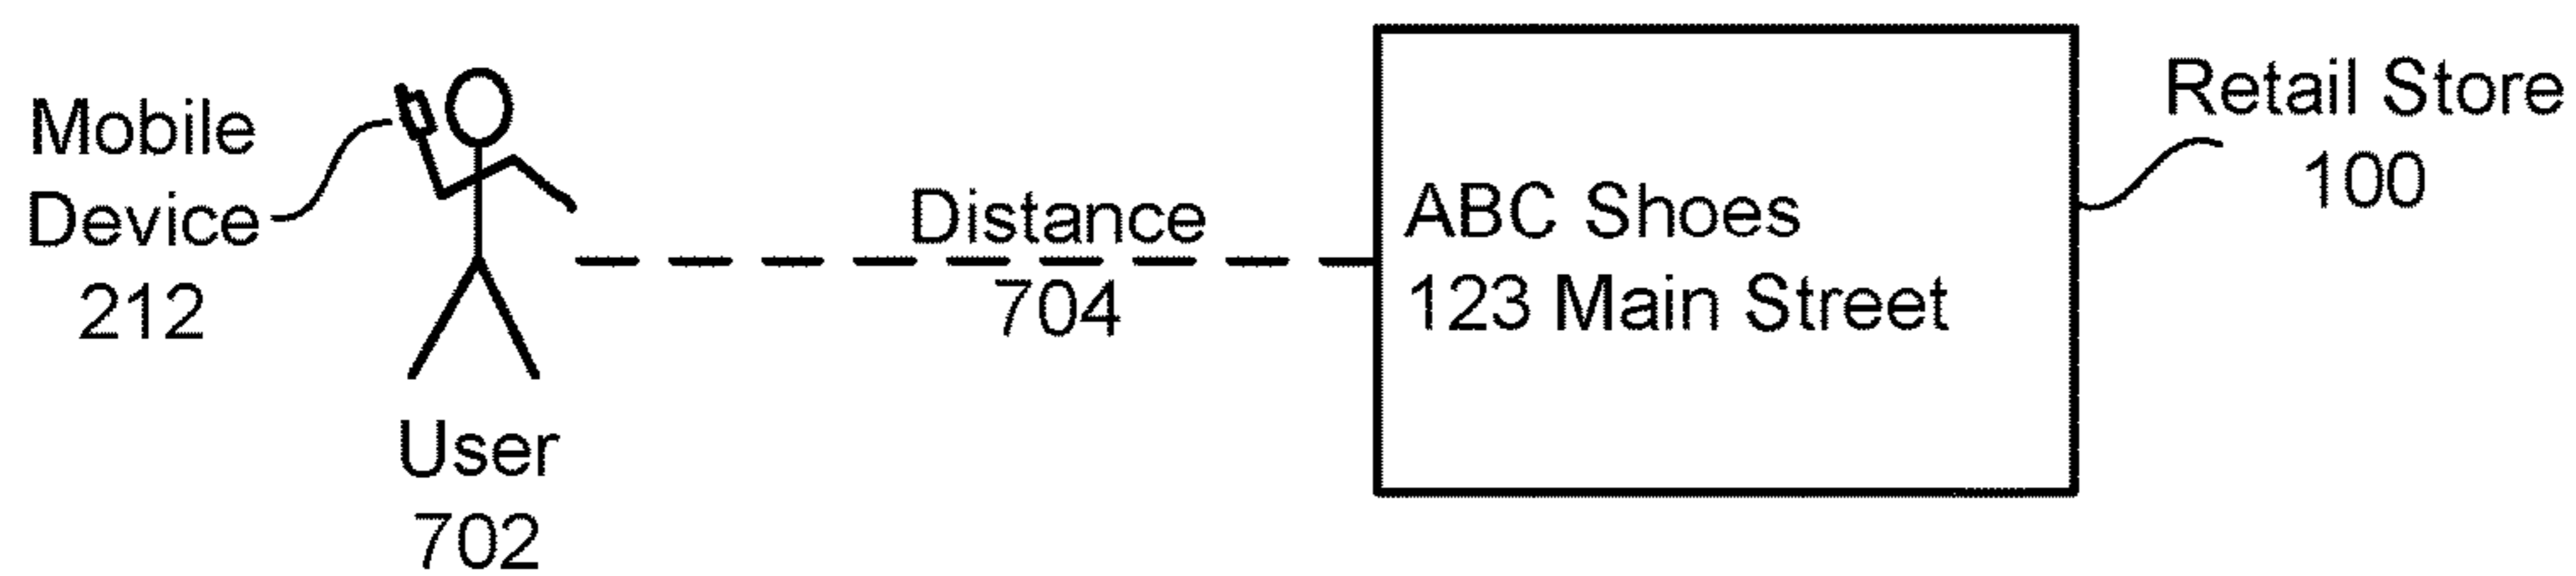 Mobile
Device
212
User
702
Distance
704
ABC Shoes
123 Main Street
Retail Store
100